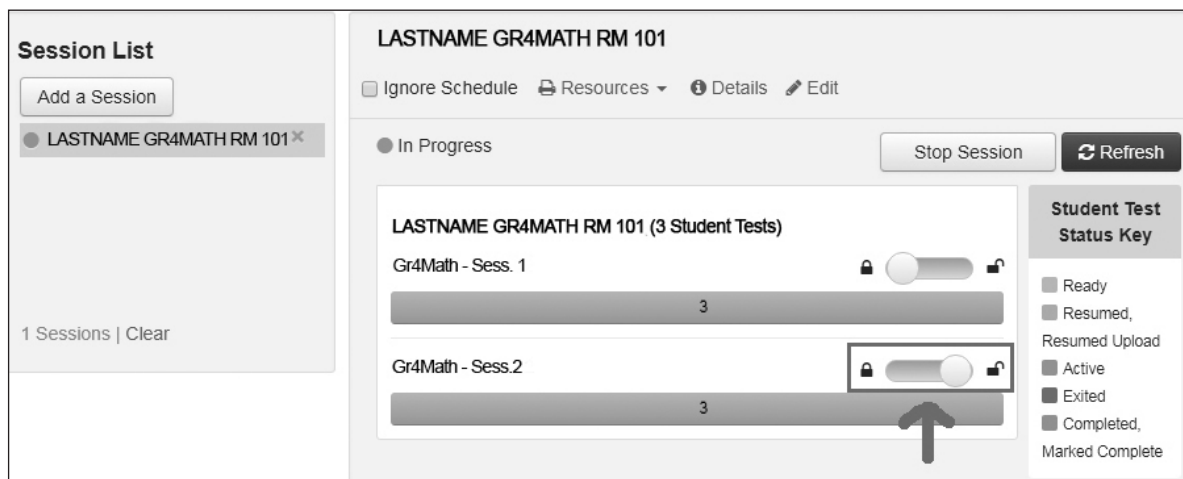 Session List
Add a Session
LASTNAME GR4MATH RM 101 ×
1 Sessions | Clear
LASTNAME GR4MATH RM 101
Ignore Schedule Resources Details Edit
In Progress
Stop Session
Refresh
LASTNAME GR4MATH RM 101 (3 Student Tests)
Gr4Math - Sess. 1
3
Gr4Math - Sess.2
3
Student Test
Status Key
Ready
Resumed,
Resumed Upload
Active
Exited
Completed,
Marked Complete